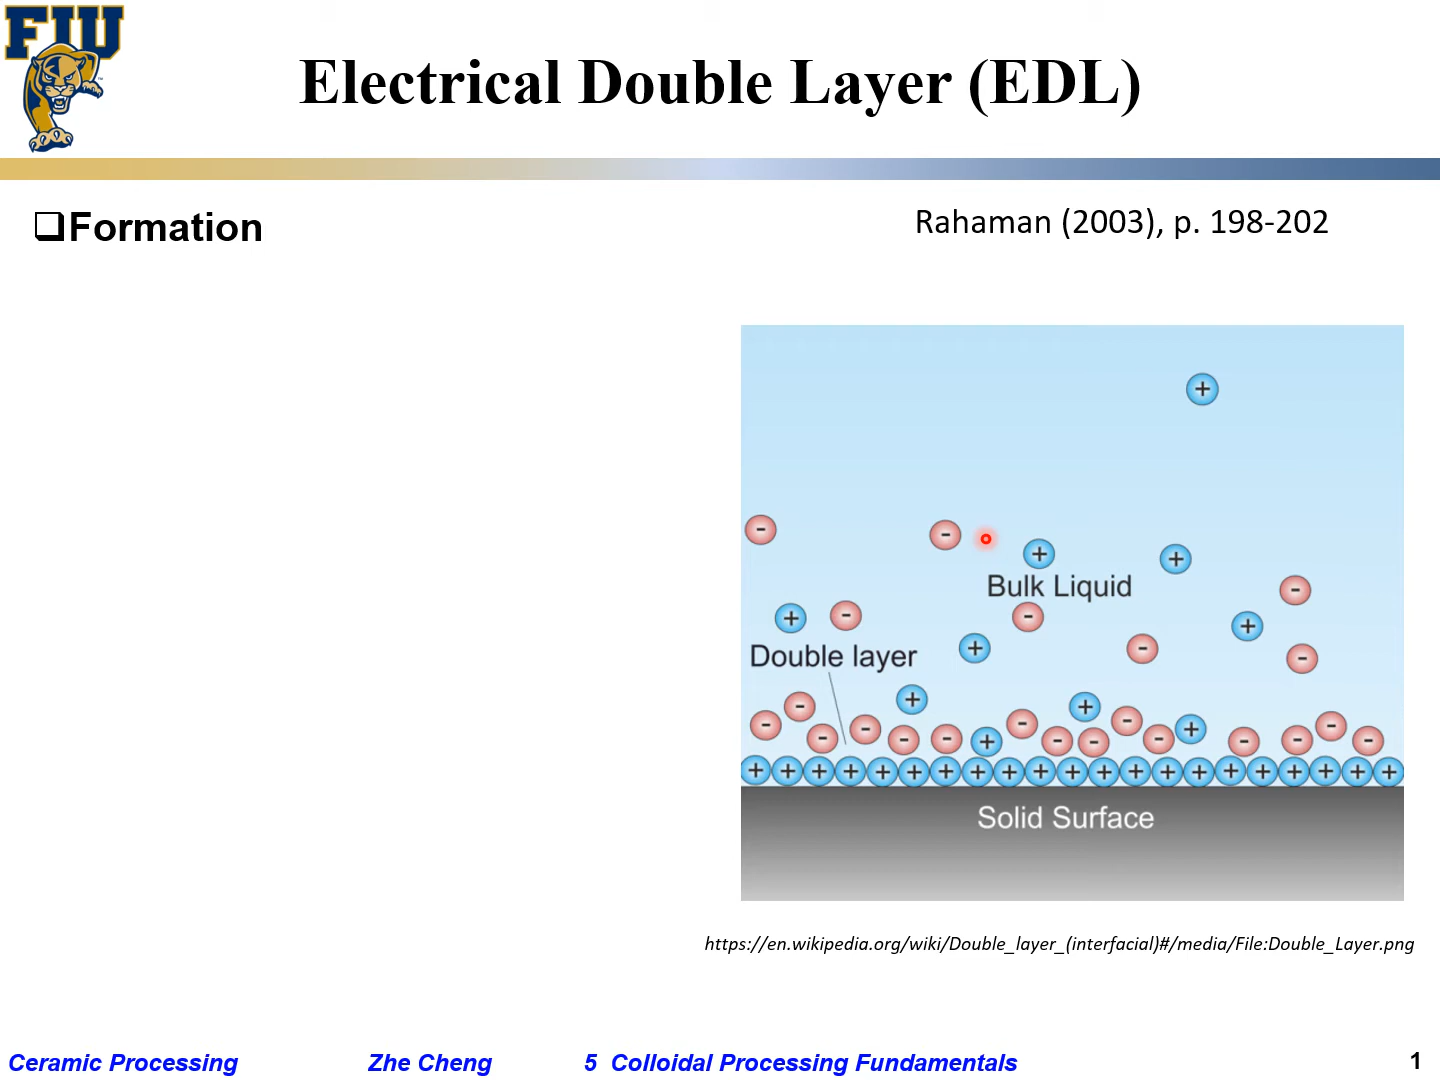 FIU
Electrical Double Layer (EDL)
❑Formation
Rahaman (2003), p. 198-202
Bulk Liquid
Double layer
Solid Surface
https://en.wikipedia.org/wiki/Double_layer_(interfacial)#/media/File:Double_Layer.png
Ceramic Processing Zhe Cheng 5 Colloidal Processing Fundamentals 1